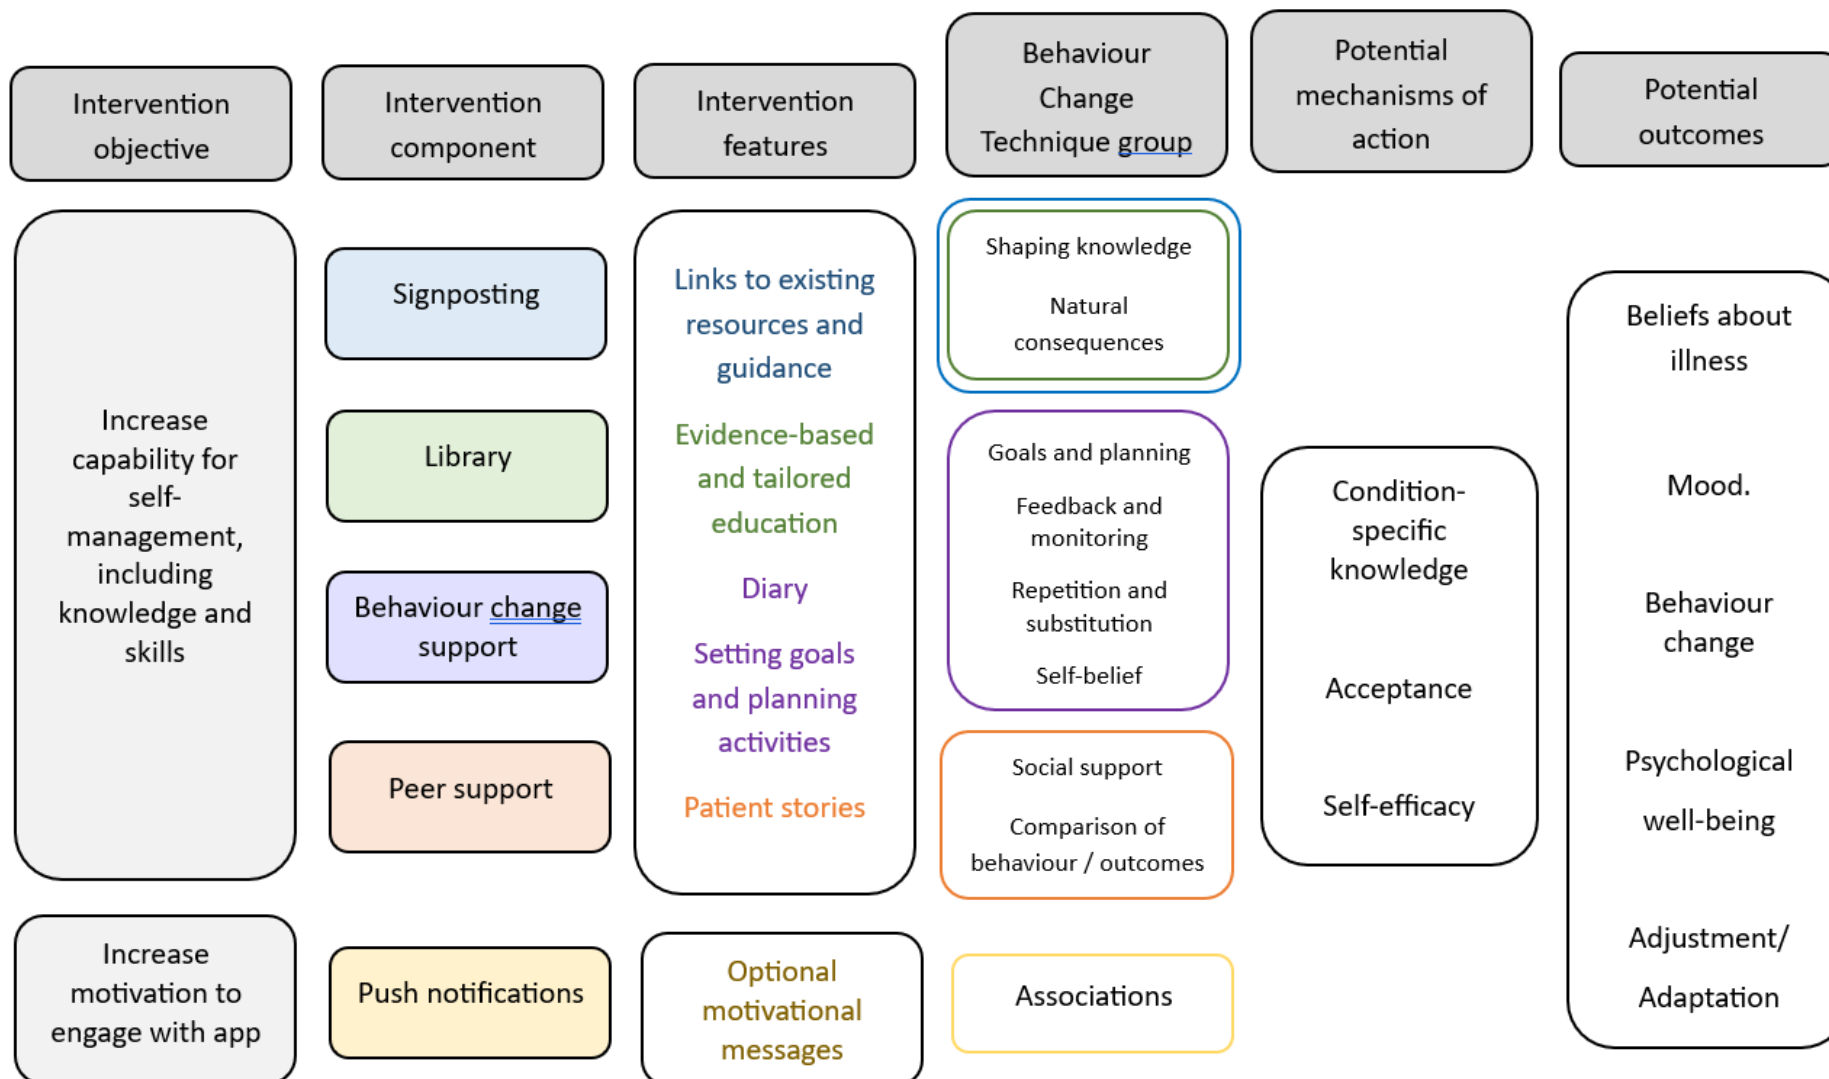 Intervention
objective
Intervention
component
Intervention
features
Behaviour
Change
Technique group
Potential
mechanisms of
action
Potential
outcomes
Increase
capability for
self-
management,
including
knowledge and
skills
Increase
motivation to
engage with app
Signposting
Library
Behaviour change
support
Peer support
Push notifications
Links to existing
resources and
guidance
Evidence-based
and tailored
education
Diary
Setting goals
and planning
activities
Patient stories
Optional
motivational
messages
Shaping knowledge
Natural
consequences
Goals and planning
Feedback and
monitoring
Repetition and
substitution
Self-belief
Social support
Comparison of
behaviour / outcomes
Associations
Condition-
specific
knowledge
Acceptance
Self-efficacy
Beliefs about
illness
Mood.
Behaviour
change
Psychological
well-being
Adjustment/
Adaptation